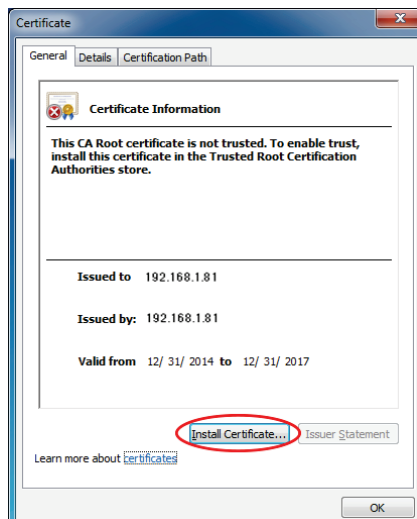 Certificate
General Details Certification Path
Certificate Information
This CA Root certificate is not trusted. To enable trust,
install this certificate in the Trusted Root Certification
Authorities store.
Issued to 192.168.1.81
Issued by: 192.168.1.81
Valid from 12/ 31/ 2014 to 12/ 31/ 2017
Install Certificate... Issuer Statement
Learn more about certificates
OK